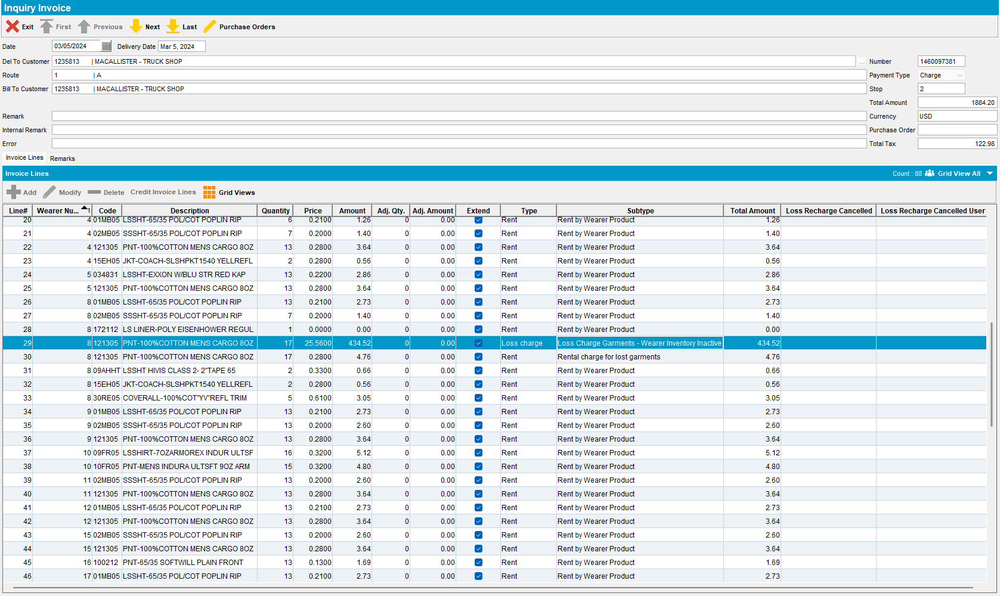 Inquiry Invoice
Exit First Previous Next Last Purchase Orders
Date 03/05/2024 16 Delivery Date Mar 5, 2024
Del To Customer 1235813 | MACALLISTER - TRUCK SHOP ... Number 1460097381
Route 1 | A Payment Type Charge
Bill To Customer 1235813 | MACALLISTER - TRUCK SHOP Stop 2
Total Amount 1884.20
Remark Currency USD
Internal Remark Purchase Order
Error Total Tax 122.98
Invoice Lines Remarks
Invoice Lines Count : 88 Grid View All
Add Modify Delete Credit Invoice Lines Grid Views
Line# Wearer Nu... 1 Code Description Quantity Price Amount Adj. Qty. Adj. Amount Extend Type Subtype Total Amount Loss Recharge Cancelled Loss Recharge Cancelled User
20 4 01MB05 LSSHT-65/35 POL/COT POPLIN RIP 6 0.2100 1.26 0 0.00 Rent Rent by Wearer Product 1.26
21 4 02MB05 SSSHT-65/35 POL/COT POPLIN RIP 7 0.2000 1.40 0 0.00 Rent Rent by Wearer Product 1.40
22 4 121305 PNT-100%COTTON MENS CARGO 8OZ 13 0.2800 3.64 0 0.00 Rent Rent by Wearer Product 3.64
23 4 15EH05 JKT-COACH-SLSHPKT1540 YELLREFL 2 0.2800 0.56 0 0.00 Rent Rent by Wearer Product 0.56
24 5 034831 LSSHT-EXXON W/BLU STR RED KAP 13 0.2200 2.86 0 0.00 Rent Rent by Wearer Product 2.86
25 5 121305 PNT-100%COTTON MENS CARGO 8OZ 13 0.2800 3.64 0 0.00 Rent Rent by Wearer Product 3.64
26 8 01MB05 LSSHT-65/35 POL/COT POPLIN RIP 13 0.2100 2.73 0 0.00 Rent Rent by Wearer Product 2.73
27 8 02MB05 SSSHT-65/35 POL/COT POPLIN RIP 7 0.2000 1.40 0 0.00 Rent Rent by Wearer Product 1.40
28 8 172112 LS LINER-POLY EISENHOWER REGUL 1 0.0000 0.00 0 0.00 Rent Rent by Wearer Product 0.00
29 8 121305 PNT-100%COTTON MENS CARGO 8OZ 17 25.5600 434.52 0 0.00 Loss charge Loss Charge Garments - Wearer Inventory Inactive 434.52
30 8 121305 PNT-100%COTTON MENS CARGO 8OZ 17 0.2800 4.76 0 0.00 Rent Rental charge for lost garments 4.76
31 8 09AHHT LSSHT HIVIS CLASS 2- 2"TAPE 65 2 0.3300 0.66 0 0.00 Rent Rent by Wearer Product 0.66
32 8 15EH05 JKT-COACH-SLSHPKT1540 YELLREFL 2 0.2800 0.56 0 0.00 Rent Rent by Wearer Product 0.56
33 8 30RE05 COVERALL-100%COT"YV"REFL TRIM 5 0.6100 3.05 0 0.00 Rent Rent by Wearer Product 3.05
34 9 01MB05 LSSHT-65/35 POL/COT POPLIN RIP 13 0.2100 2.73 0 0.00 Rent Rent by Wearer Product 2.73
35 9 02MB05 SSSHT-65/35 POL/COT POPLIN RIP 13 0.2000 2.60 0 0.00 Rent Rent by Wearer Product 2.60
36 9 121305 PNT-100%COTTON MENS CARGO 8OZ 13 0.2800 3.64 0 0.00 Rent Rent by Wearer Product 3.64
37 10 09FR05 LSSHIRT-7OZARMOREX INDUR ULTSF 16 0.3200 5.12 0 0.00 Rent Rent by Wearer Product 5.12
38 10 10FR05 PNT-MENS INDURA ULTSFT 9OZ ARM 15 0.3200 4.80 0 0.00 Rent Rent by Wearer Product 4.80
39 11 02MB05 SSSHT-65/35 POL/COT POPLIN RIP 13 0.2000 2.60 0 0.00 Rent Rent by Wearer Product 2.60
40 11 121305 PNT-100%COTTON MENS CARGO 8OZ 13 0.2800 3.64 0 0.00 Rent Rent by Wearer Product 3.64
41 12 01MB05 LSSHT-65/35 POL/COT POPLIN RIP 13 0.2100 2.73 0 0.00 Rent Rent by Wearer Product 2.73
42 12 121305 PNT-100%COTTON MENS CARGO 8OZ 13 0.2800 3.64 0 0.00 Rent Rent by Wearer Product 3.64
43 15 02MB05 SSSHT-65/35 POL/COT POPLIN RIP 13 0.2000 2.60 0 0.00 Rent Rent by Wearer Product 2.60
44 15 121305 PNT-100%COTTON MENS CARGO 8OZ 13 0.2800 3.64 0 0.00 Rent Rent by Wearer Product 3.64
45 16 100212 PNT-65/35 SOFTWILL PLAIN FRONT 13 0.1300 1.69 0 0.00 Rent Rent by Wearer Product 1.69
46 17 01MB05 LSSHT-65/35 POL/COT POPLIN RIP 13 0.2100 2.73 0 0.00 Rent Rent by Wearer Product 2.73